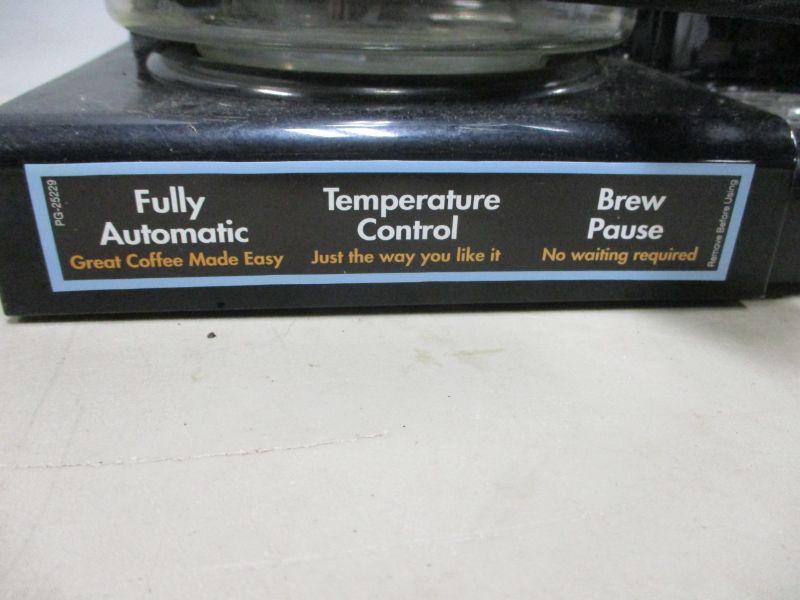 PG-25229
Fully
Automatic
Great Coffee Made Easy
Temperature
Control
Just the way you like it
Brew
Pause
No waiting required
Remove Before Using